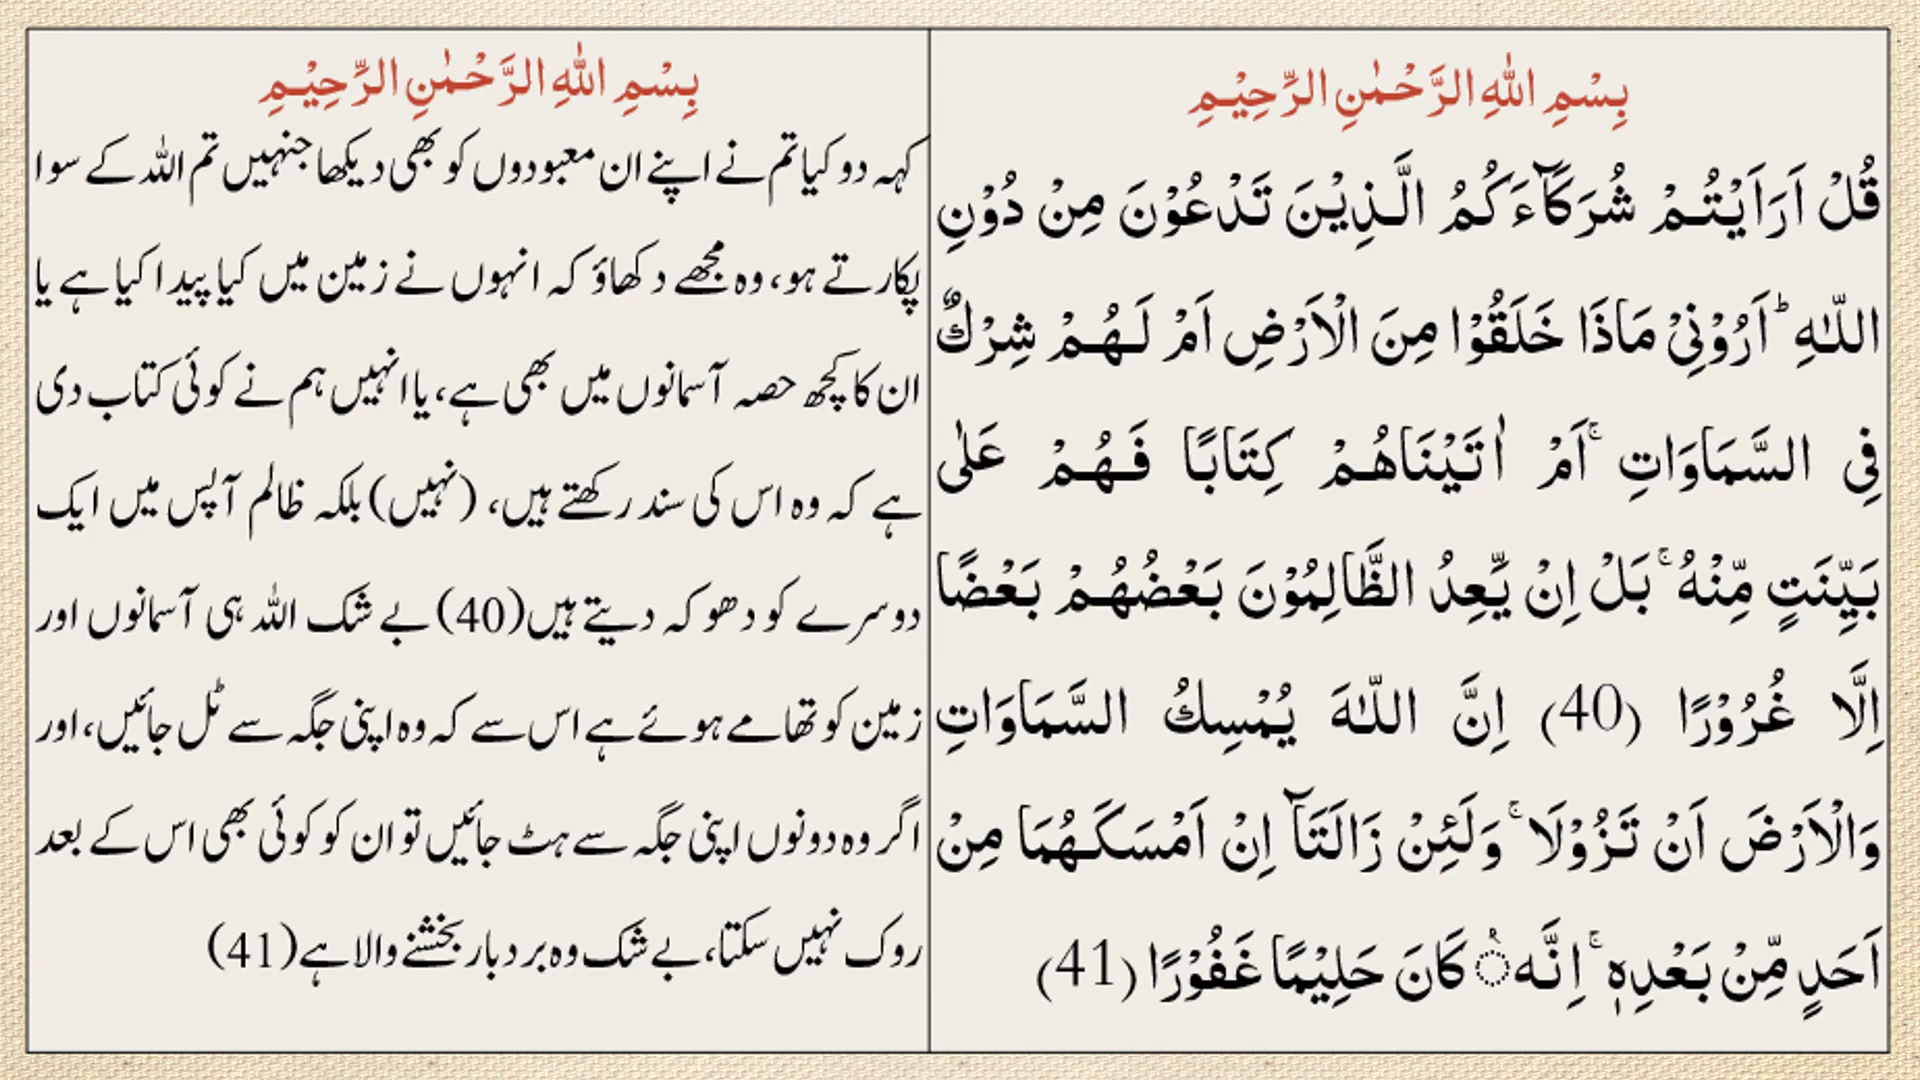 بِسْمِ اللّٰهِ الرَّحْمٰنِ الرَّحِيْمِ
قُلْ اَرَاَيْتُمْ شُرَكَآءَكُمُ الَّذِيْنَ تَدْعُوْنَ مِنْ دُوْنِ
اللّٰهِ ؕ اَرُوْنِىْ مَاذَا خَلَقُوْا مِنَ الْاَرْضِ اَمْ لَهُمْ شِرْكٌ
فِى السَّمَاوَاتِ ۚ اَمْ اٰتَيْنَاهُمْ كِتَابًا فَهُمْ عَلٰى
بَيِّنَتٍ مِّنْهُ ۚ بَلْ اِنْ يَّعِدُ الظَّالِمُوْنَ بَعْضُهُمْ بَعْضًا
اِلَّا غُرُوْرًا (40) اِنَّ اللّٰهَ يُمْسِكُ السَّمَاوَاتِ
وَالْاَرْضَ اَنْ تَزُوْلَا ۚ وَلَئِنْ زَالَتَآ اِنْ اَمْسَكَهُمَا مِنْ
اَحَدٍ مِّنْ بَعْدِهٖ ۚ اِنَّه ٗ كَانَ حَلِيْمًا غَفُوْرًا (41)
بِسْمِ اللّٰهِ الرَّحْمٰنِ الرَّحِيْمِ
کہہ دو کیا تم نے اپنے ان معبودوں کو بھی دیکھا جنہیں تم اللہ کے سوا
پکارتے ہو، وہ مجھے دکھاؤ کہ انہوں نے زمین میں کیا پیدا کیا ہے یا
ان کا کچھ حصہ آسمانوں میں بھی ہے، یا انہیں ہم نے کوئی کتاب دی
ہے کہ وہ اس کی سند رکھتے ہیں، (نہیں) بلکہ ظالم آپس میں ایک
دوسرے کو دھوکہ دیتے ہیں (40) بے شک اللہ ہی آسمانوں اور
زمین کو تھامے ہوئے ہے اس سے کہ وہ اپنی جگہ سے ٹل جائیں، اور
اگر وہ دونوں اپنی جگہ سے ہٹ جائیں تو ان کو کوئی بھی اس کے بعد
روک نہیں سکتا، بے شک وہ بردبار بخشنے والا ہے (41)